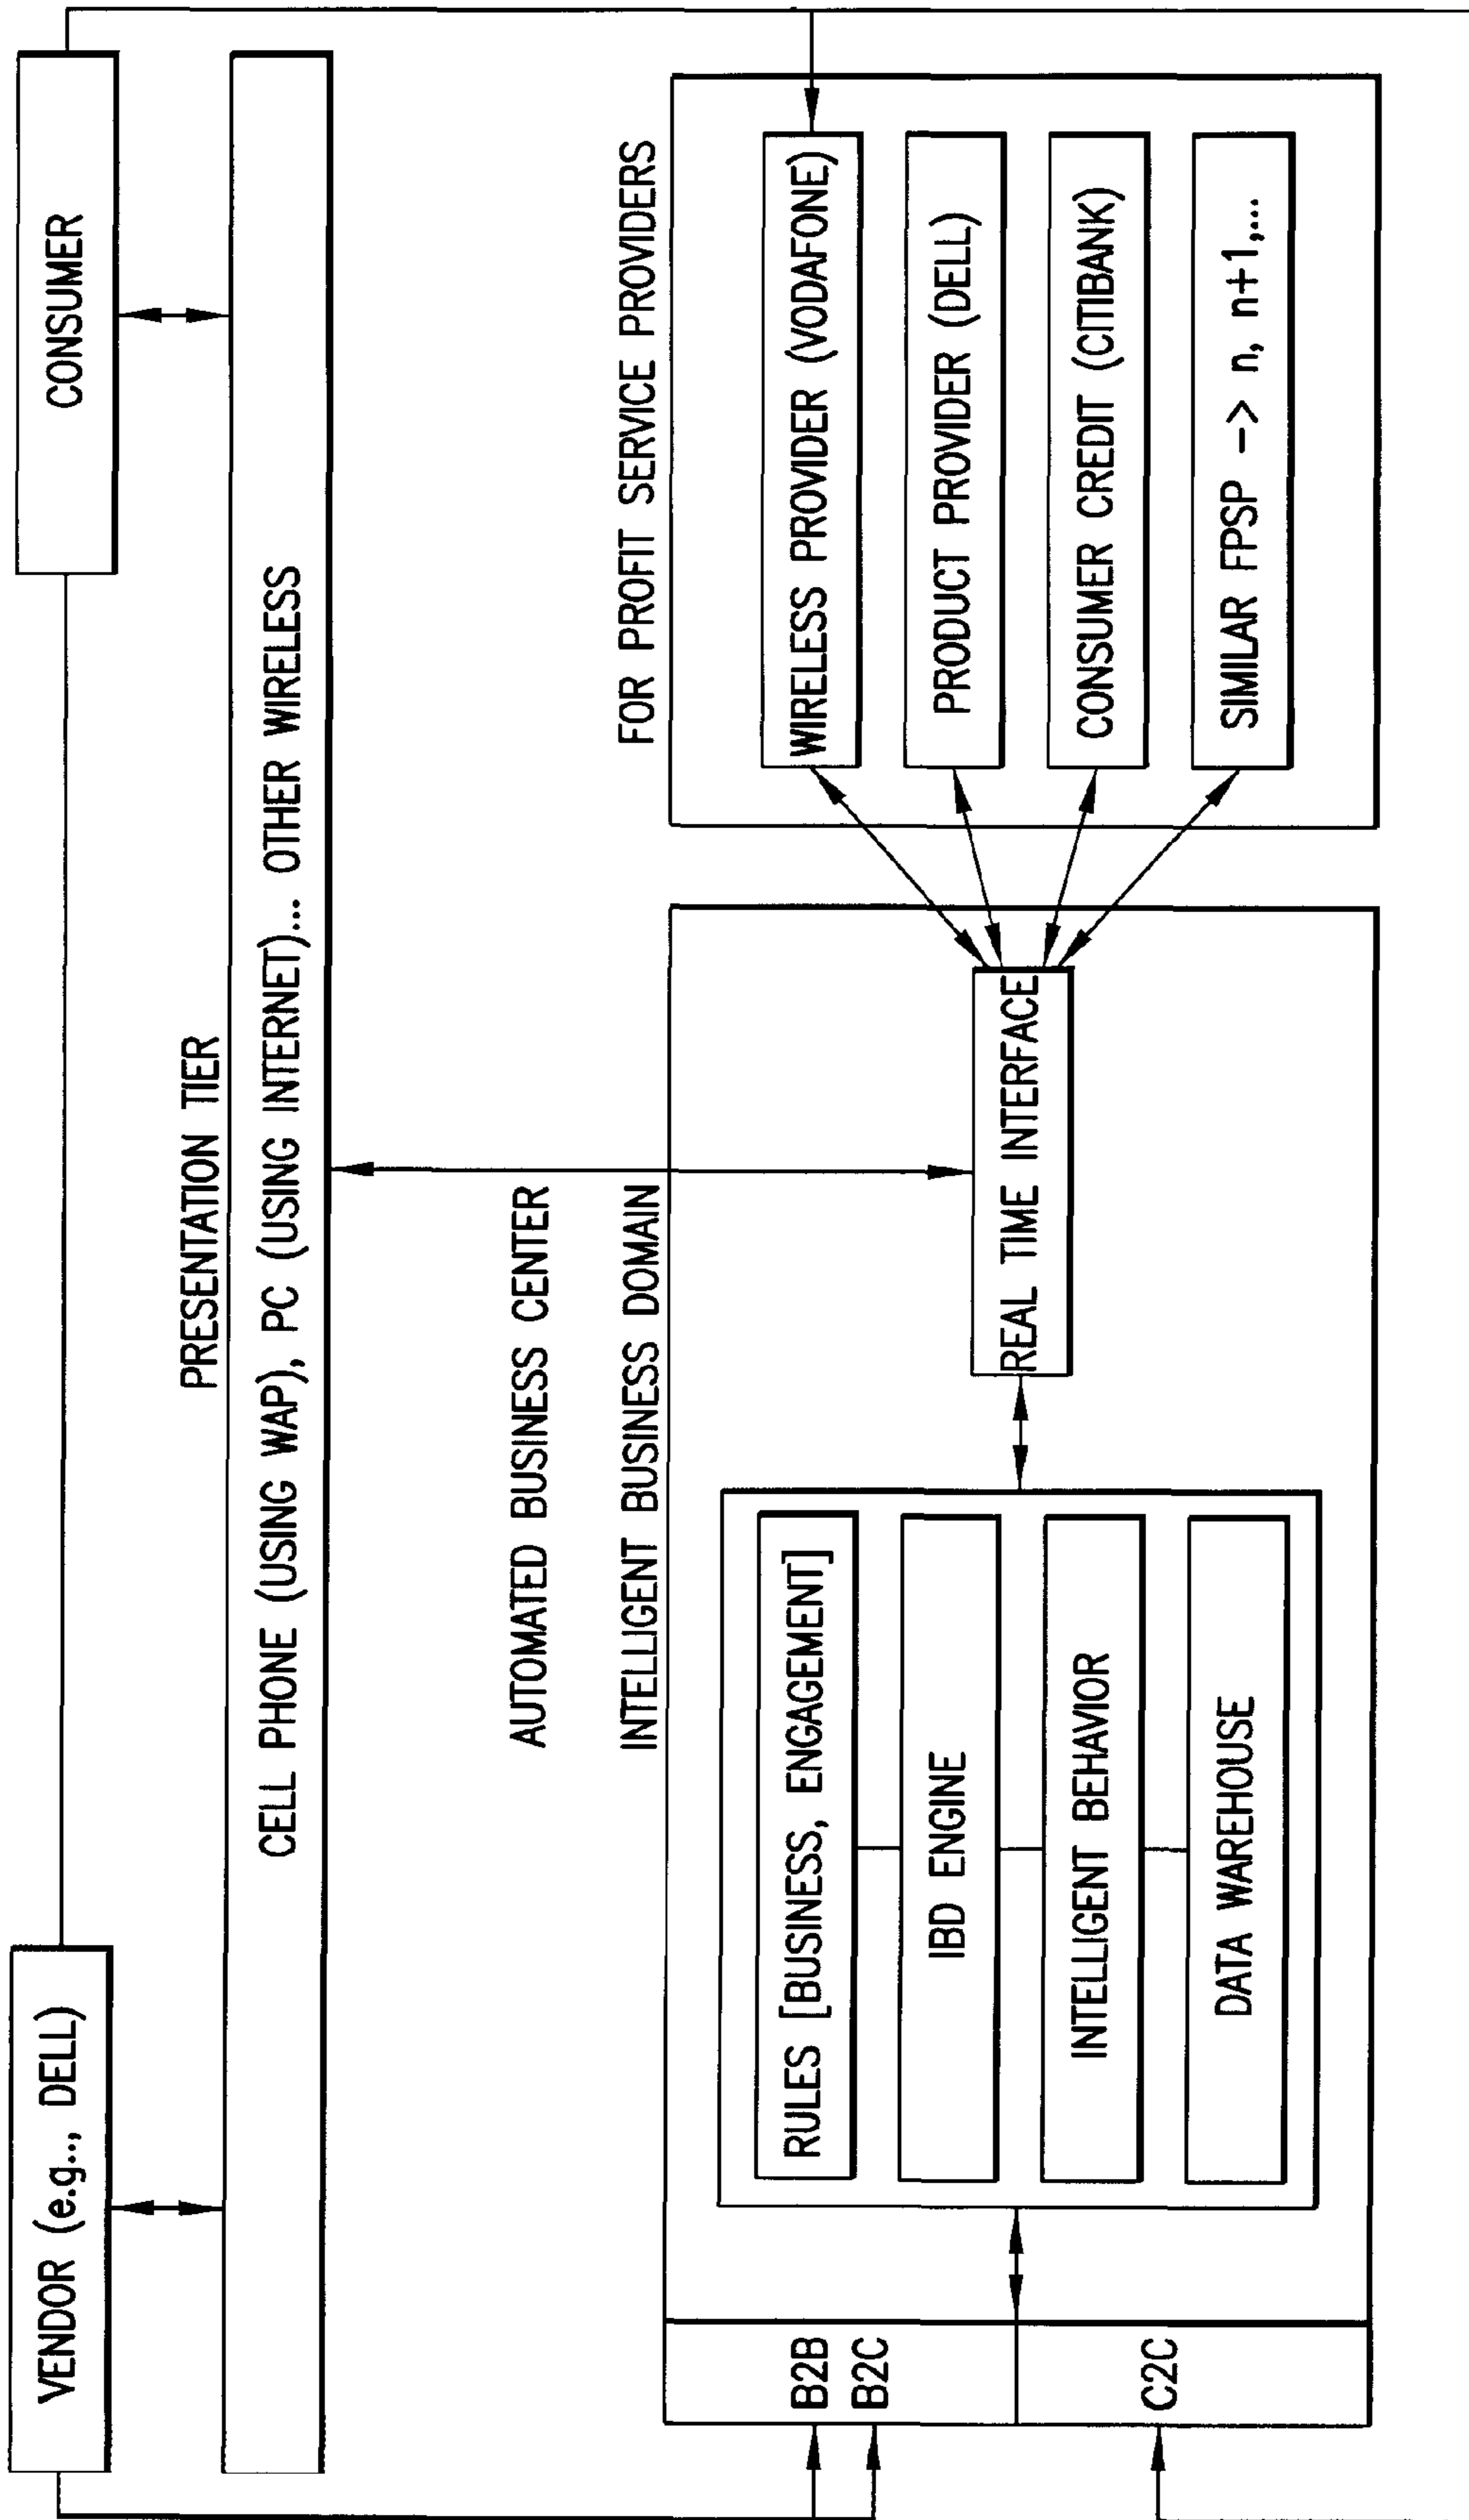 VENDOR (e.g.., DELL)
CONSUMER
PRESENTATION TIER
CELL PHONE (USING WAP), PC (USING INTERNET)... OTHER WIRELESS
AUTOMATED BUSINESS CENTER
INTELLIGENT BUSINESS DOMAIN
FOR PROFIT SERVICE PROVIDERS
B2B
B2C
C2C
RULES [BUSINESS, ENGAGEMENT]
IBD ENGINE
INTELLIGENT BEHAVIOR
DATA WAREHOUSE
REAL TIME INTERFACE
WIRELESS PROVIDER (VODAFONE)
PRODUCT PROVIDER (DELL)
CONSUMER CREDIT (CITIBANK)
SIMILAR FPSP -> n, n+1,...